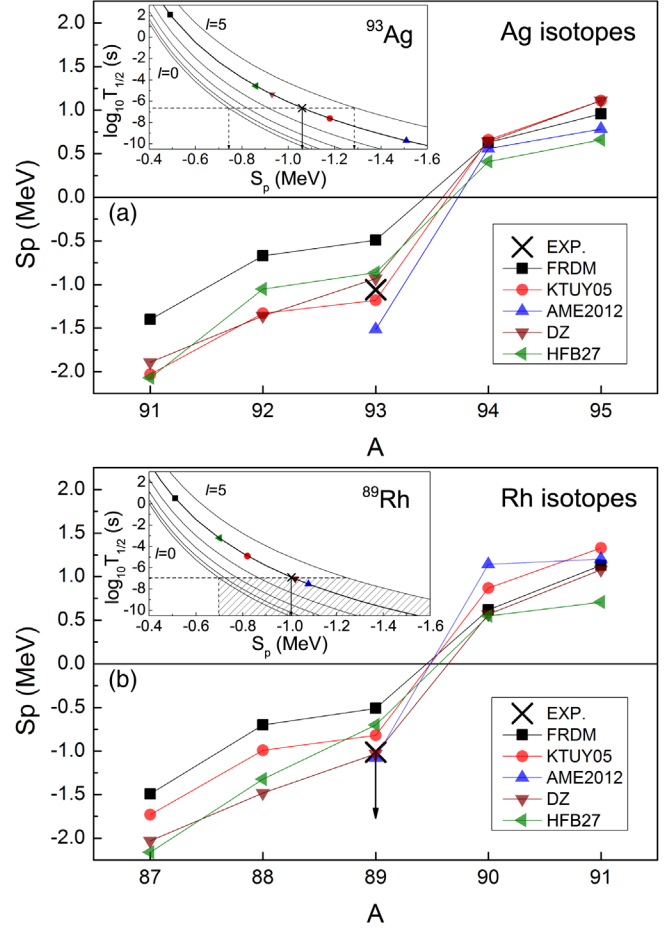 93Ag
Ag isotopes
l=5
l=0
log10T1/2 (s)
2
0
-2
-4
-6
-8
-10
-0.4 -0.6 -0.8 -1.0 -1.2 -1.4 -1.6
Sp (MeV)
Sp (MeV)
2.0
1.5
1.0
0.5
0.0
-0.5
-1.0
-1.5
-2.0
(a)
EXP.
FRDM
KTUY05
AME2012
DZ
HFB27
91 92 93 94 95
A
89Rh
Rh isotopes
l=5
l=0
log10T1/2 (s)
4
2
0
-2
-4
-6
-8
-10
-0.4 -0.6 -0.8 -1.0 -1.2 -1.4 -1.6
Sp (MeV)
Sp (MeV)
2.0
1.5
1.0
0.5
0.0
-0.5
-1.0
-1.5
-2.0
(b)
EXP.
FRDM
KTUY05
AME2012
DZ
HFB27
87 88 89 90 91
A